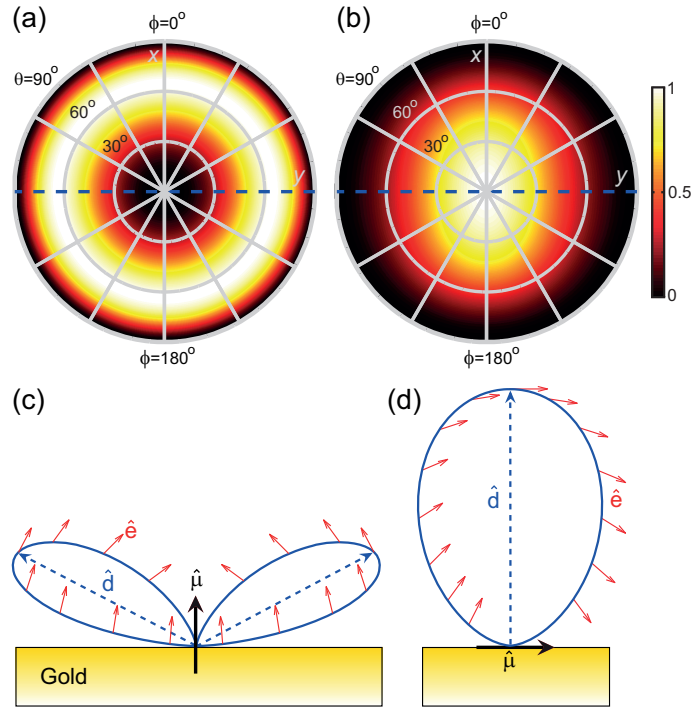 (a)
ϕ=0°
θ=90°
x
60°
30°
y
ϕ=180°
(b)
ϕ=0°
θ=90°
x
60°
30°
y
ϕ=180°
1
0.5
0
(c)
ê
d̂
μ̂
Gold
(d)
d̂
ê
μ̂